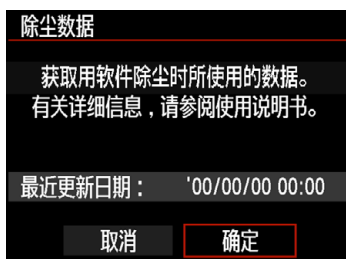 除尘数据
获取用软件除尘时所使用的数据。
有关详细信息，请参阅使用说明书。
最近更新日期： '00/00/00 00:00
取消 确定